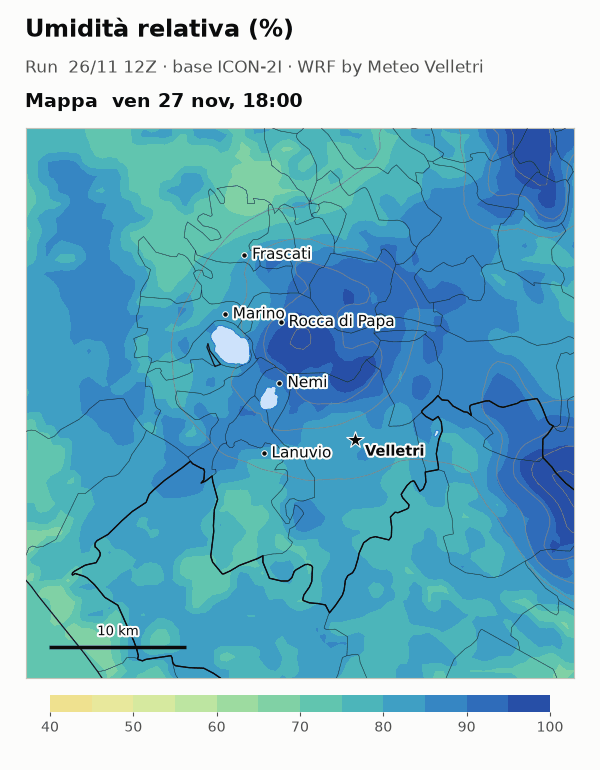 Umidità relativa (%)
Run  26/11 12Z · base ICON-2I · WRF by Meteo Velletri
Mappa  ven 27 nov, 18:00
Frascati
Marino
Rocca di Papa
Nemi
Velletri
Lanuvio
10 km
40 50 60 70 80 90 100